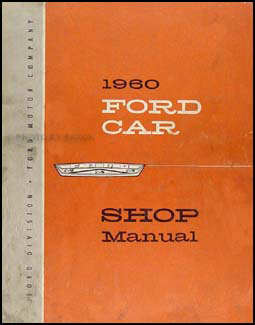 1960
FORD
CAR
SHOP
Manual
FORD DIVISION • FORD MOTOR COMPANY